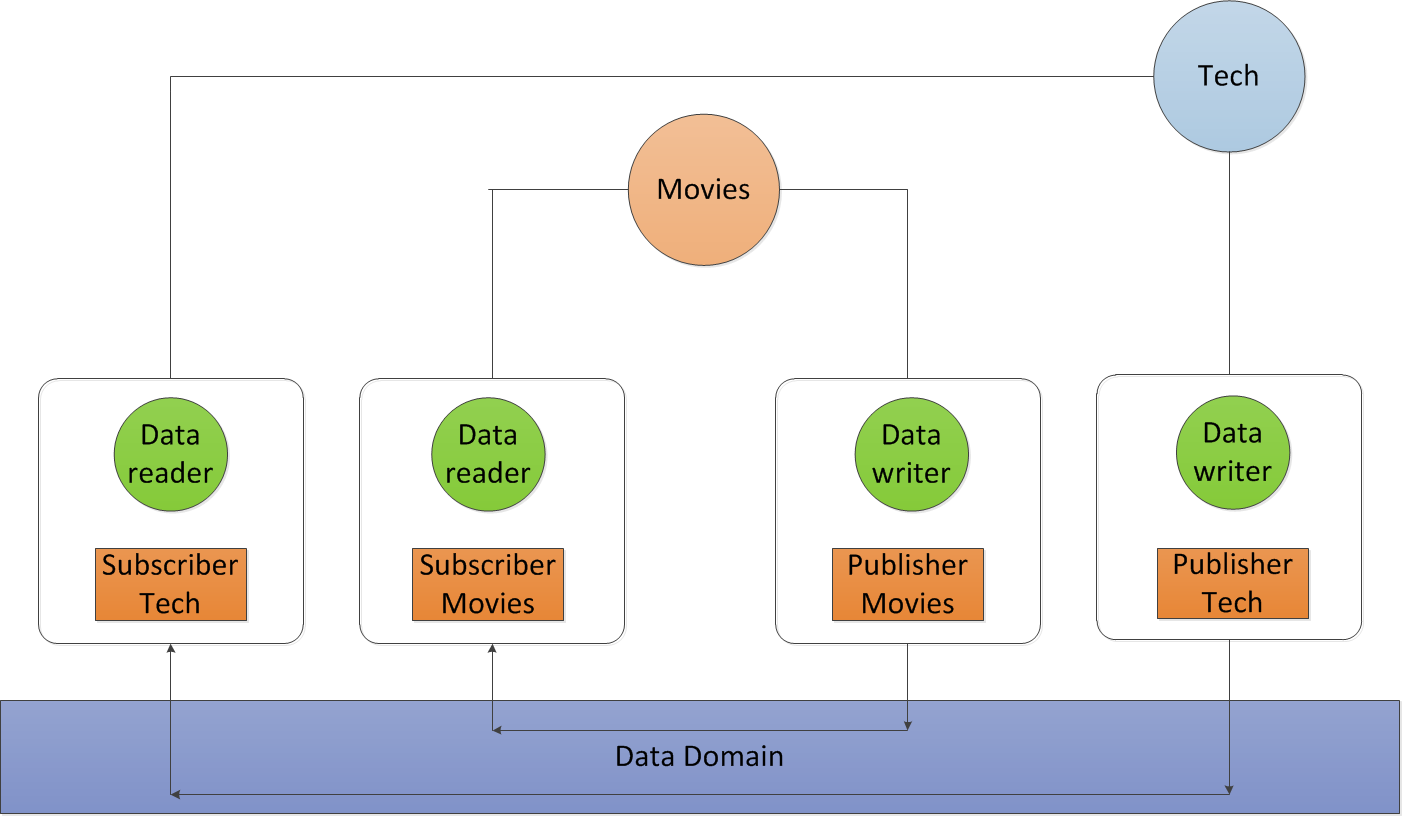 Tech
Movies
Data
reader
Data
reader
Data
writer
Data
writer
Subscriber
Tech
Subscriber
Movies
Publisher
Movies
Publisher
Tech
Data Domain